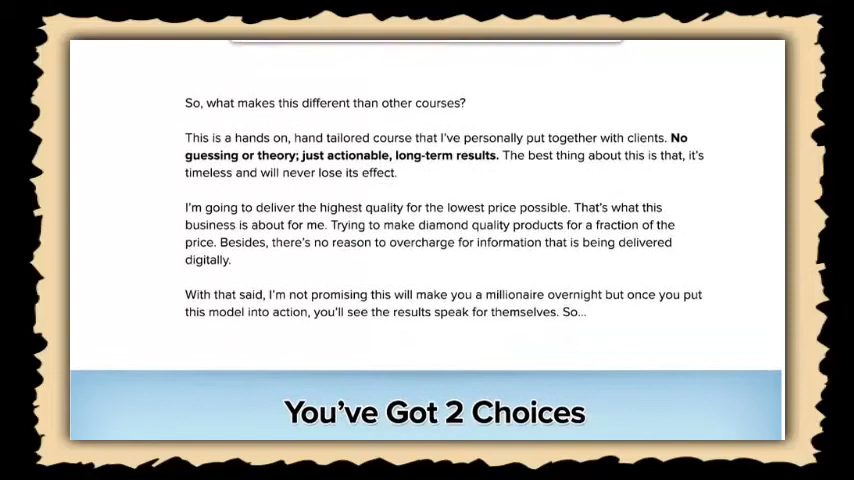 So, what makes this different than other courses?
This is a hands on, hand tailored course that I've personally put together with clients. No
guessing or theory; just actionable, long-term results. The best thing about this is that, it's
timeless and will never lose its effect.
I'm going to deliver the highest quality for the lowest price possible. That's what this
business is about for me. Trying to make diamond quality products for a fraction of the
price. Besides, there's no reason to overcharge for information that is being delivered
digitally.
With that said, I'm not promising this will make you a millionaire overnight but once you put
this model into action, you'll see the results speak for themselves. So...
You've Got 2 Choices